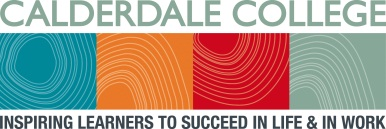 CALDERDALE COLLEGE
INSPIRING LEARNERS TO SUCCEED IN LIFE & IN WORK